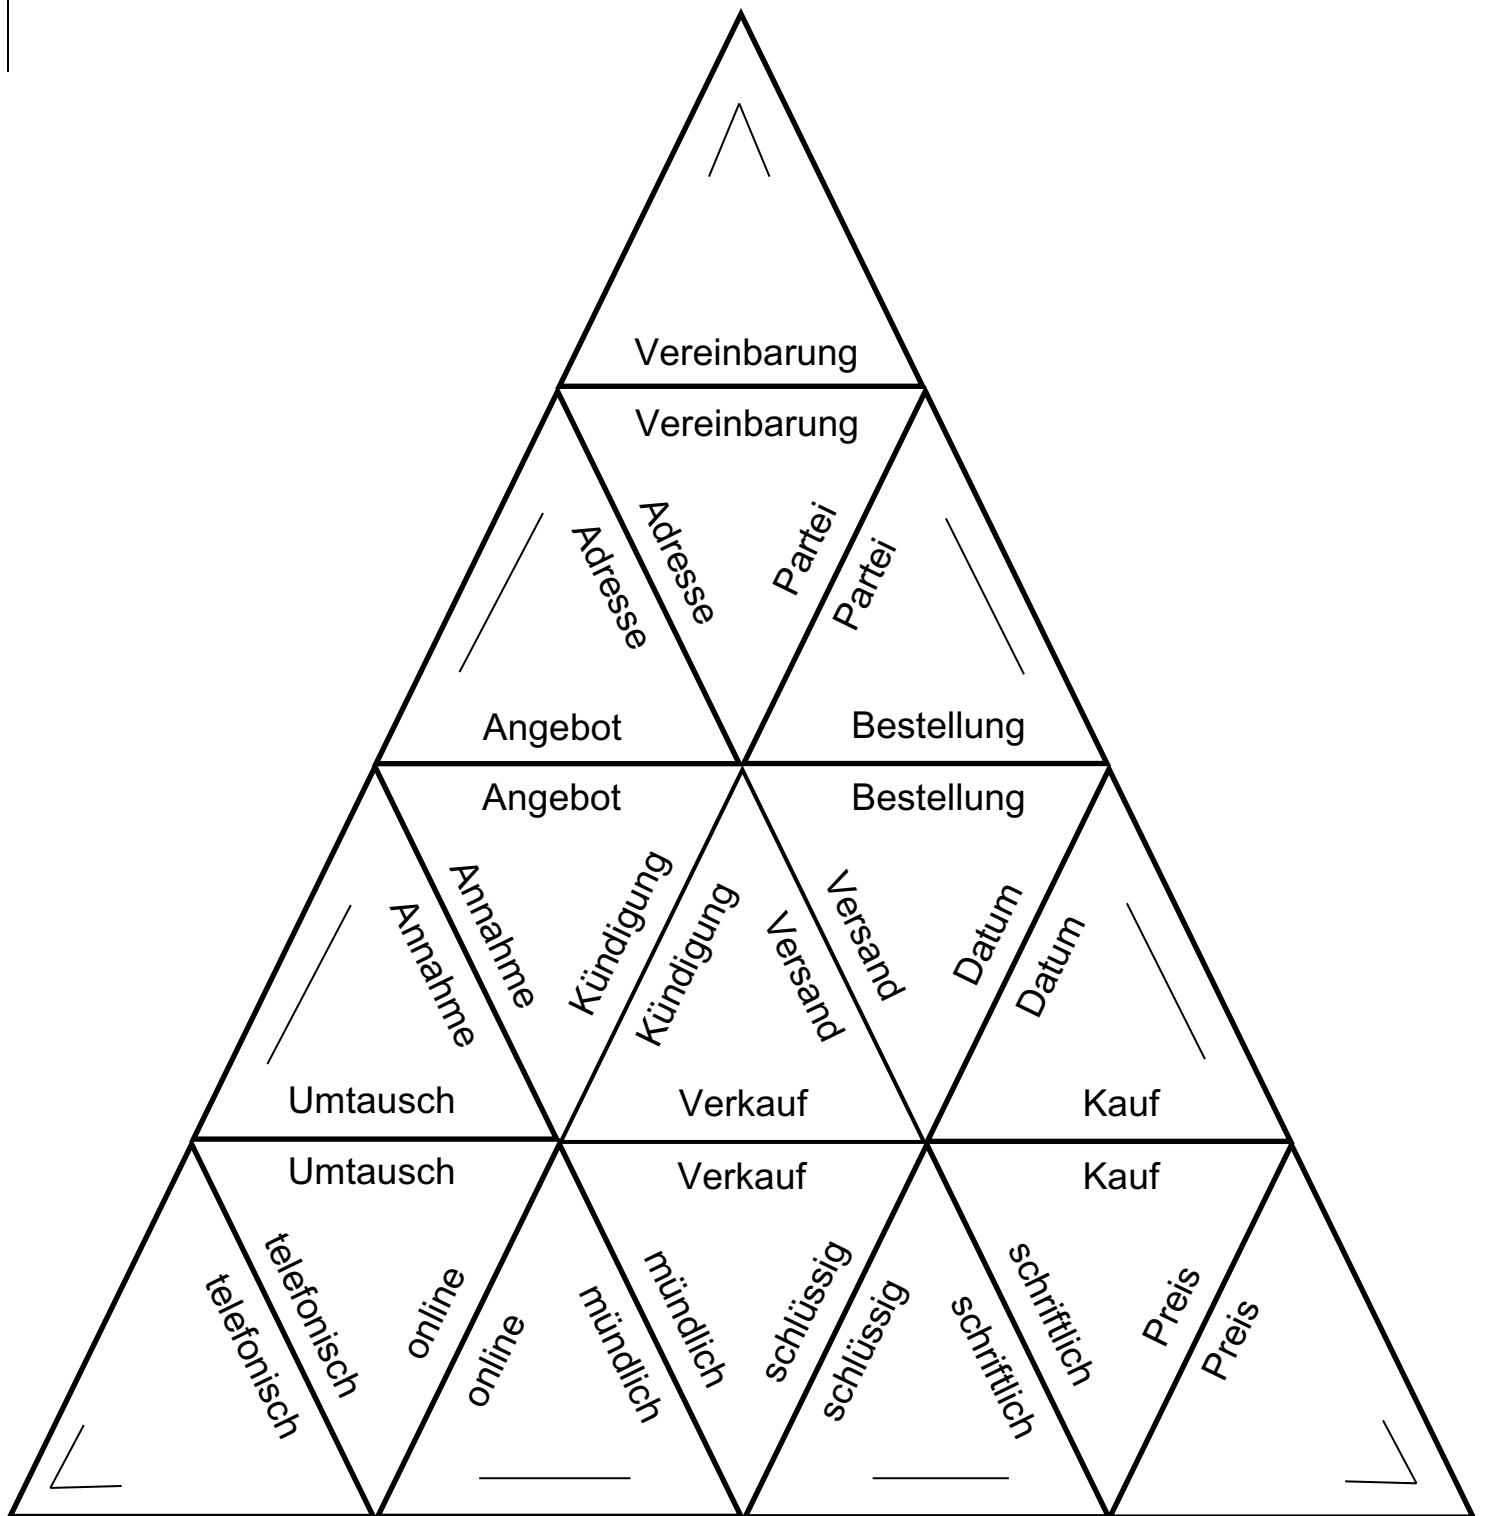 Vereinbarung
Vereinbarung
Adresse
Adresse
Partei
Partei
Angebot
Bestellung
Angebot
Bestellung
Annahme
Annahme
Kündigung
Kündigung
Versand
Versand
Datum
Datum
Umtausch
Verkauf
Kauf
Umtausch
Verkauf
Kauf
telefonisch
telefonisch
online
online
mündlich
mündlich
schlüssig
schlüssig
schriftlich
schriftlich
Preis
Preis